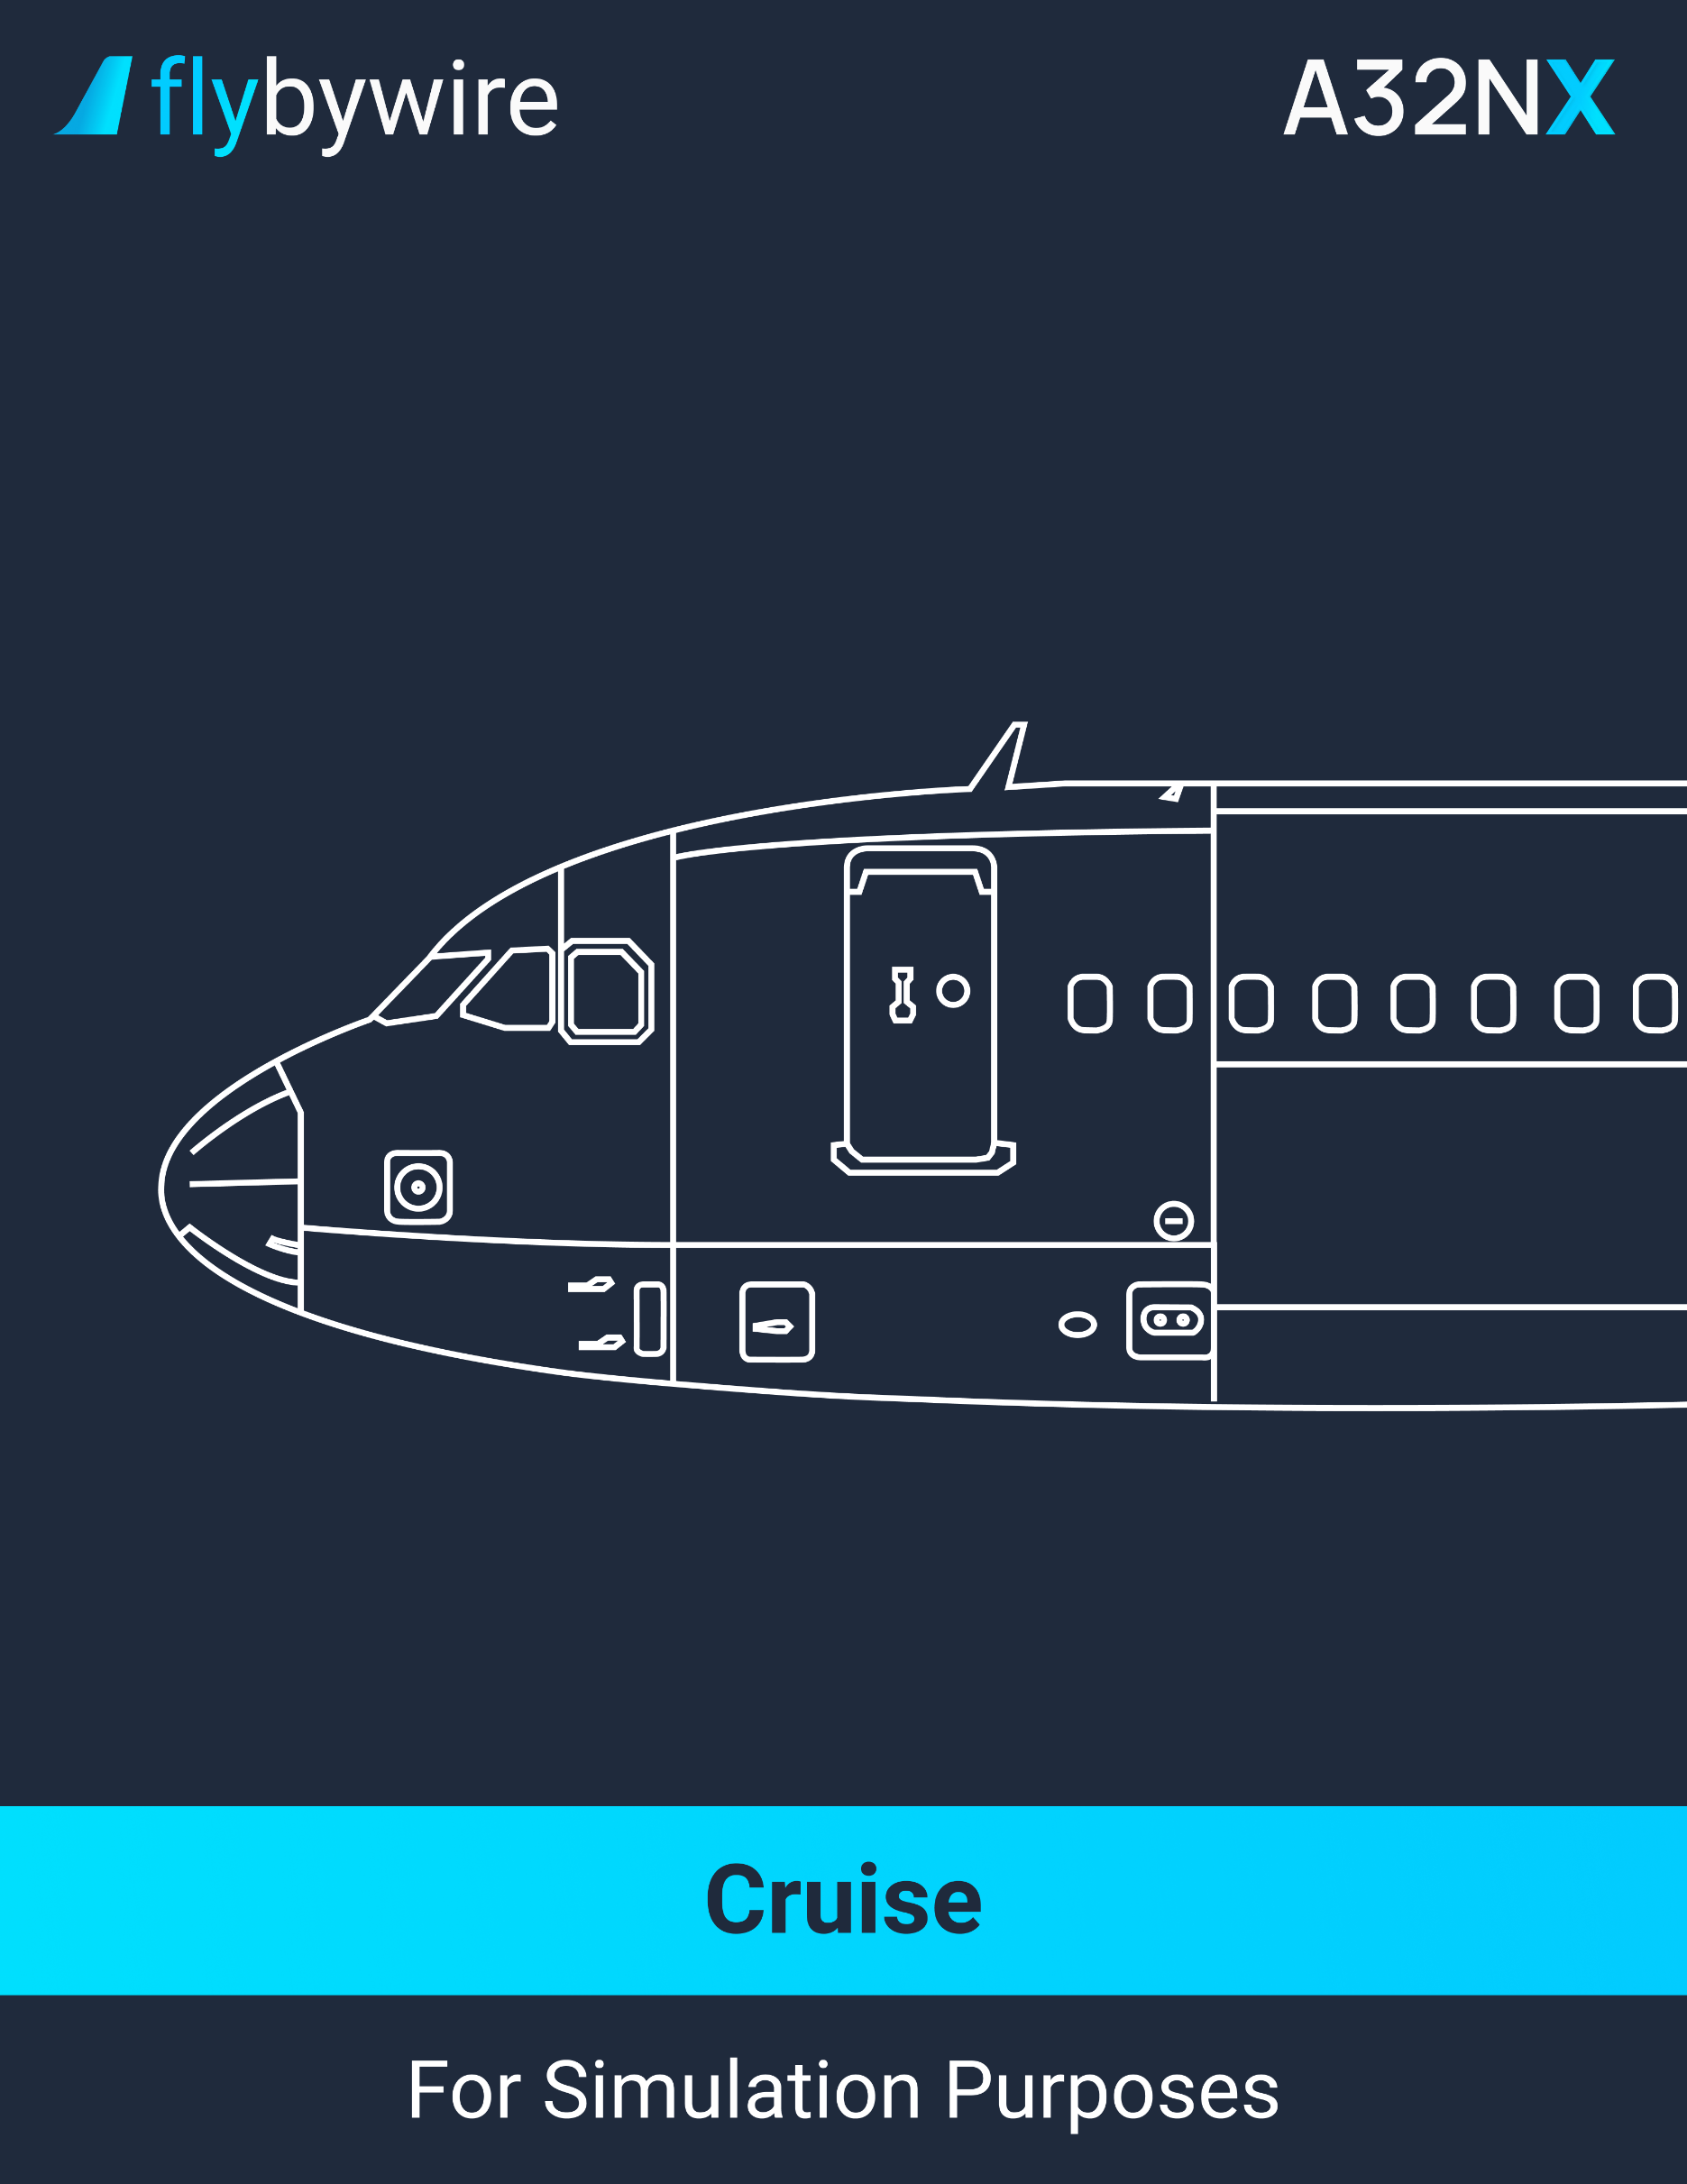 flybywire
A32NX
Cruise
For Simulation Purposes